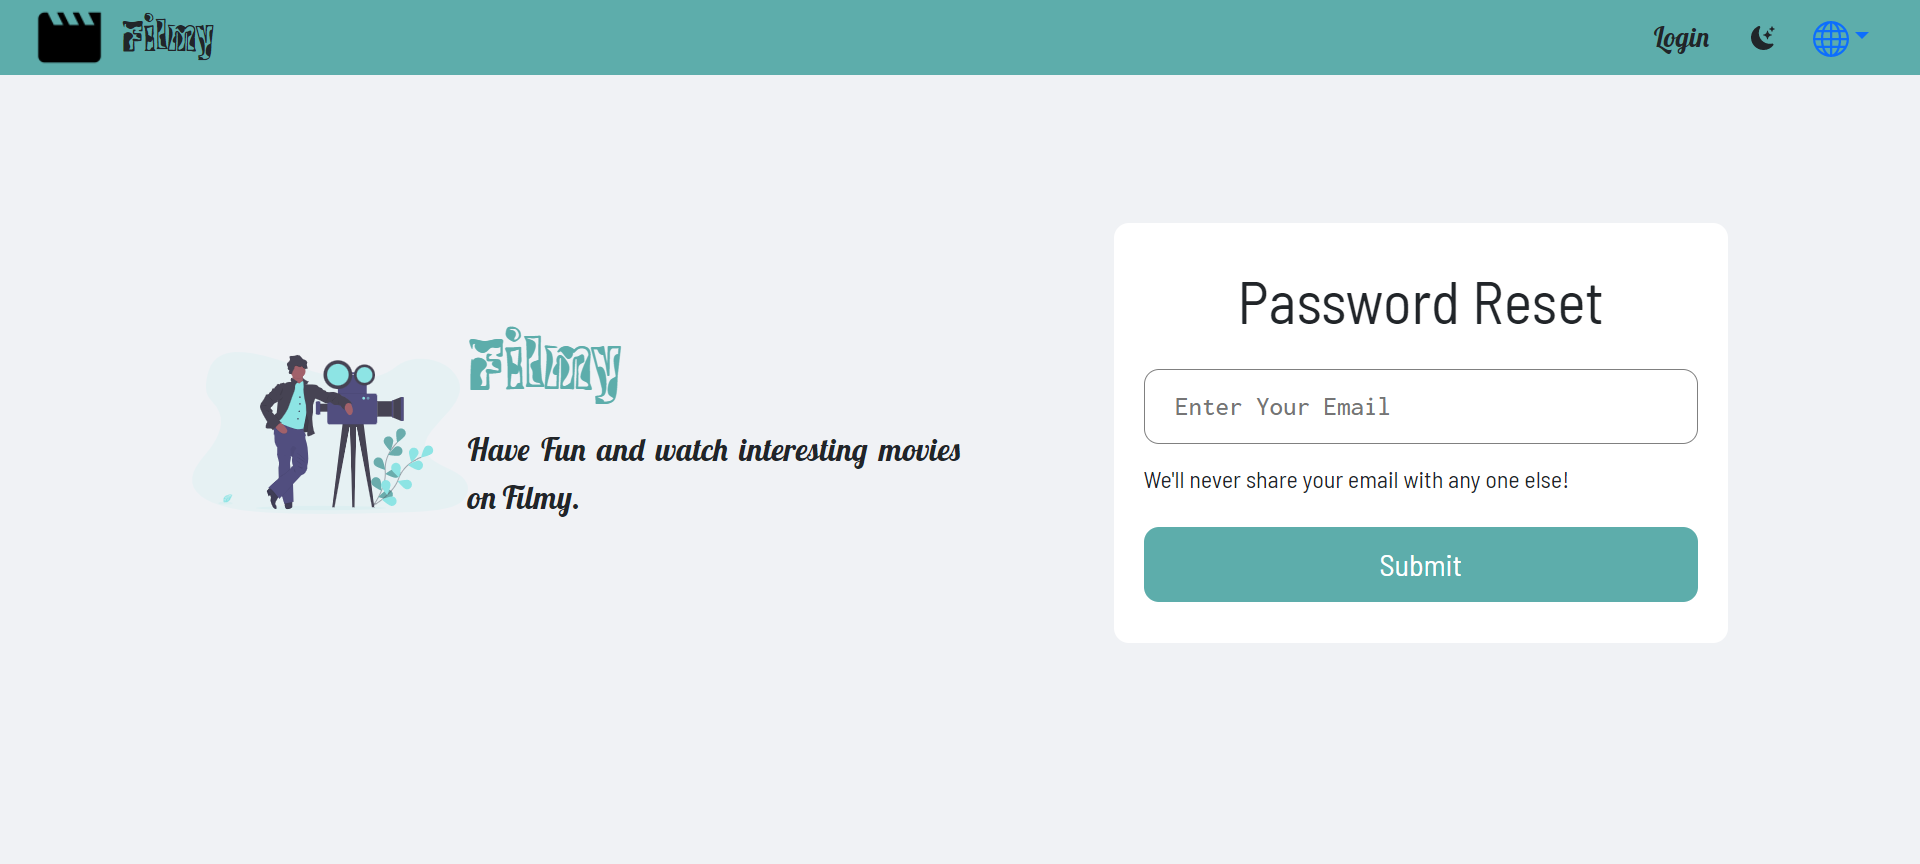 Filmy
Login
Filmy
Have Fun and watch interesting movies
on Filmy.
Password Reset
Enter Your Email
We'll never share your email with any one else!
Submit